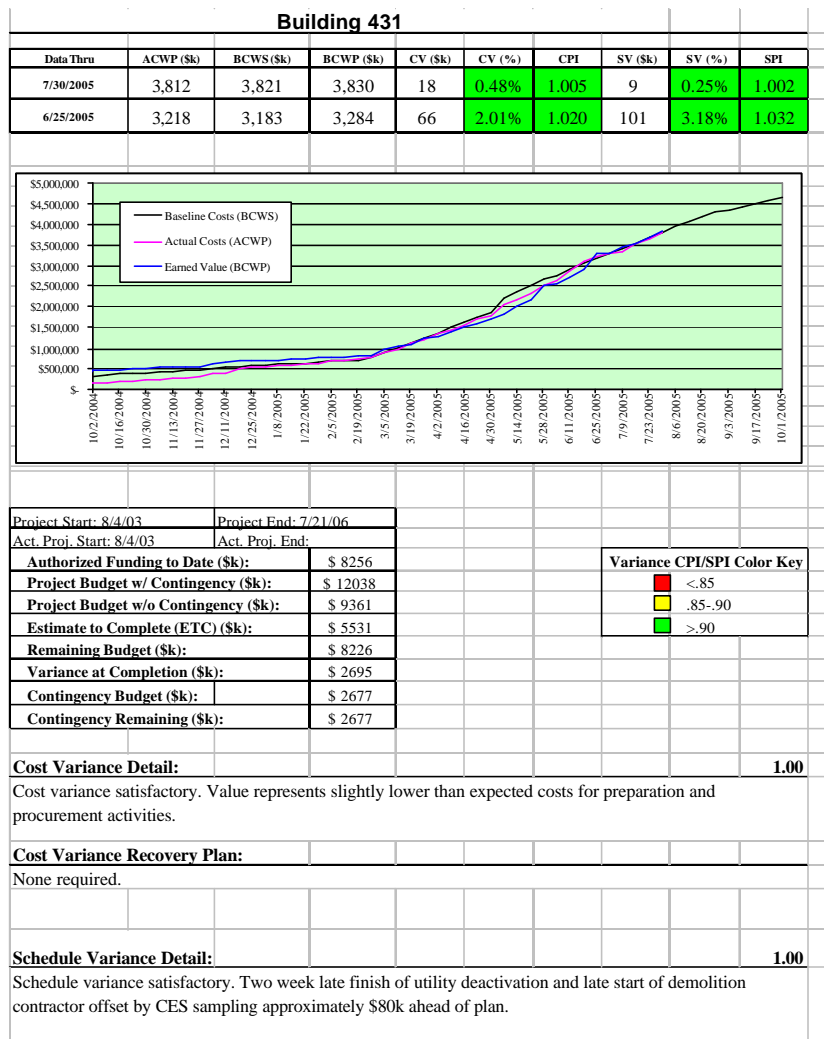 Building 431
Data Thru ACWP ($k) BCWS ($k) BCWP ($k) CV ($k) CV (%) CPI SV ($k) SV (%) SPI
7/30/2005 3,812 3,821 3,830 18 0.48% 1.005 9 0.25% 1.002
6/25/2005 3,218 3,183 3,284 66 2.01% 1.020 101 3.18% 1.032
$5,000,000
$4,500,000
$4,000,000
$3,500,000
$3,000,000
$2,500,000
$2,000,000
$1,500,000
$1,000,000
$500,000
$-
Baseline Costs (BCWS)
Actual Costs (ACWP)
Earned Value (BCWP)
10/2/2004
10/16/2004
10/30/2004
11/13/2004
11/27/2004
12/11/2004
12/25/2004
1/8/2005
1/22/2005
2/5/2005
2/19/2005
3/5/2005
3/19/2005
4/2/2005
4/16/2005
4/30/2005
5/14/2005
5/28/2005
6/11/2005
6/25/2005
7/9/2005
7/23/2005
8/6/2005
8/20/2005
9/3/2005
9/17/2005
10/1/2005
Project Start: 8/4/03 Project End: 7/21/06
Act. Proj. Start: 8/4/03 Act. Proj. End:
Authorized Funding to Date ($k): $ 8256
Project Budget w/ Contingency ($k): $ 12038
Project Budget w/o Contingency ($k): $ 9361
Estimate to Complete (ETC) ($k): $ 5531
Remaining Budget ($k): $ 8226
Variance at Completion ($k): $ 2695
Contingency Budget ($k): $ 2677
Contingency Remaining ($k): $ 2677
Variance CPI/SPI Color Key
<.85
.85-.90
>.90
Cost Variance Detail: 1.00
Cost variance satisfactory. Value represents slightly lower than expected costs for preparation and
procurement activities.
Cost Variance Recovery Plan:
None required.
Schedule Variance Detail: 1.00
Schedule variance satisfactory. Two week late finish of utility deactivation and late start of demolition
contractor offset by CES sampling approximately $80k ahead of plan.